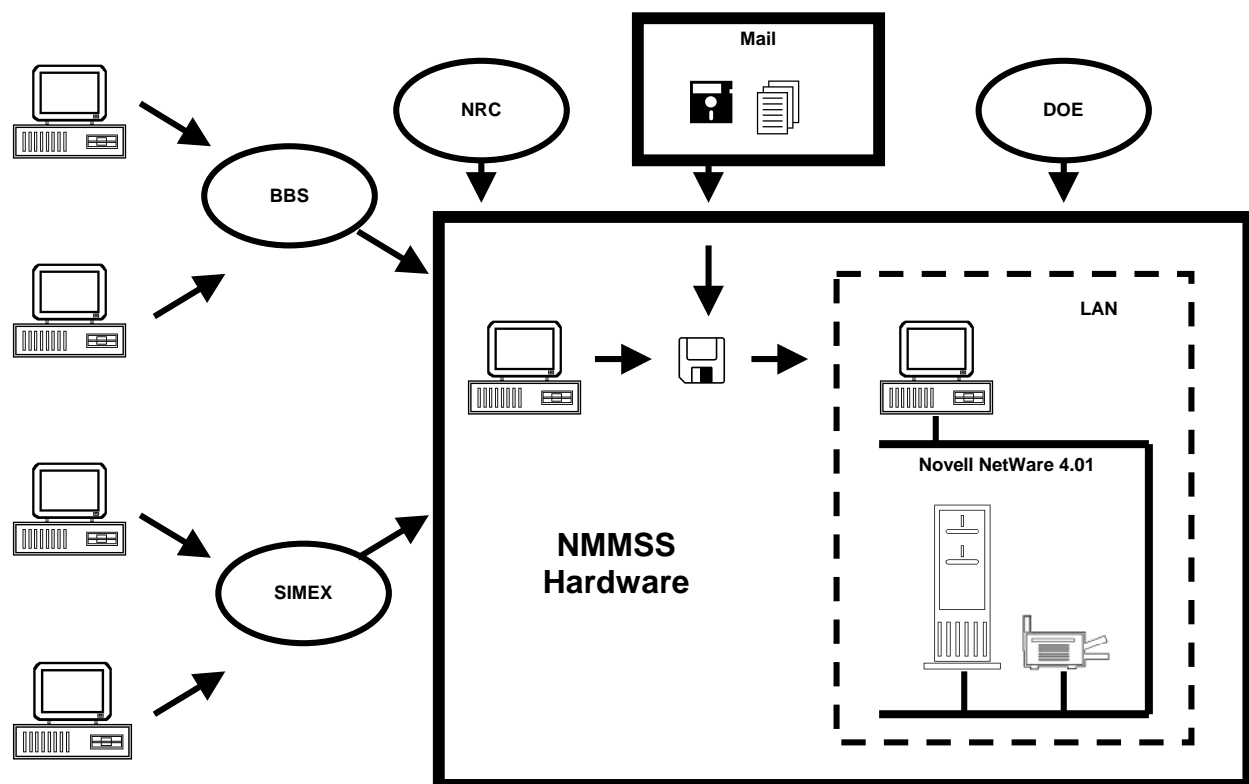 Mail
NRC
DOE
BBS
LAN
Novell NetWare 4.01
NMMSS
Hardware
SIMEX